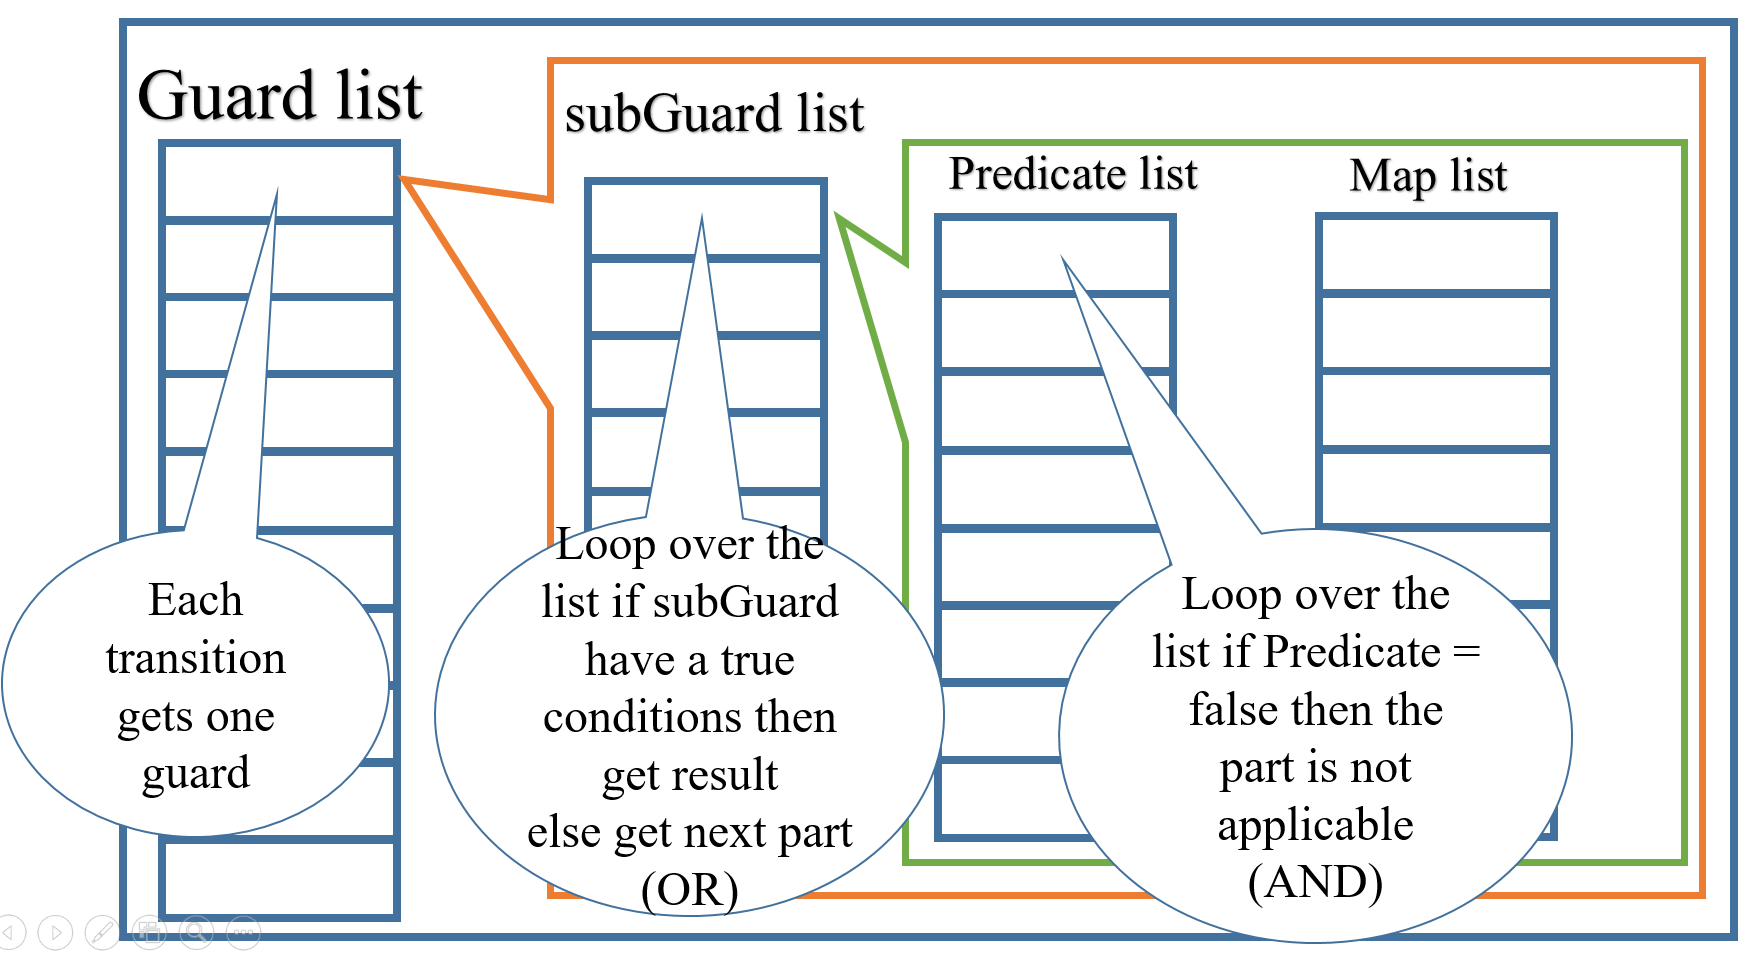 Guard list
subGuard list
Predicate list
Map list
Each
transition
gets one
guard
Loop over the
list if subGuard
have a true
conditions then
get result
else get next part
(OR)
Loop over the
list if Predicate =
false then the
part is not
applicable
(AND)